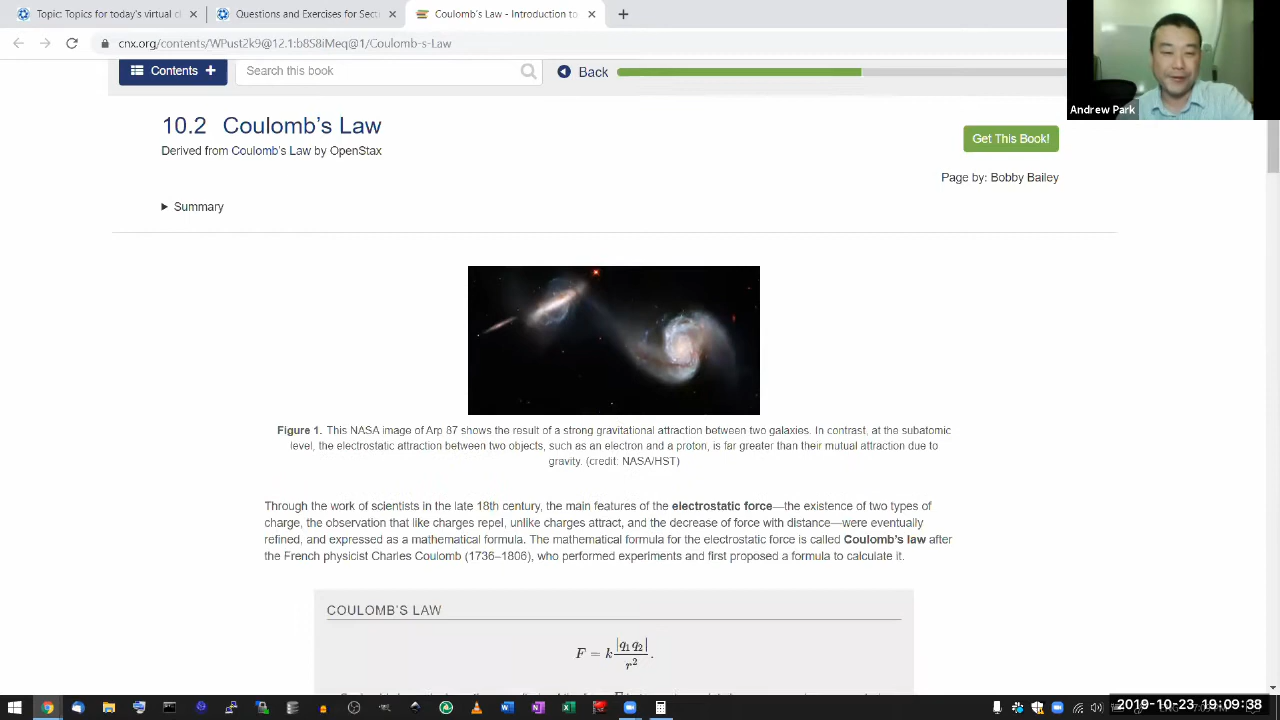 Topic: Topics for today's virtual cl
Questions and Exercises for Sect
Coulomb's Law - Introduction to
cnx.org/contents/WPust2k9@12.1:b8S8iMeq@1/Coulomb-s-Law
Contents
Search this book
Back
Andrew Park
10.2 Coulomb's Law
Derived from Coulomb's Law by OpenStax
Get This Book!
Page by: Bobby Bailey
Summary
Figure 1. This NASA image of Arp 87 shows the result of a strong gravitational attraction between two galaxies. In contrast, at the subatomic
level, the electrostatic attraction between two objects, such as an electron and a proton, is far greater than their mutual attraction due to
gravity. (credit: NASA/HST)
Through the work of scientists in the late 18th century, the main features of the electrostatic force—the existence of two types of
charge, the observation that like charges repel, unlike charges attract, and the decrease of force with distance—were eventually
refined, and expressed as a mathematical formula. The mathematical formula for the electrostatic force is called Coulomb's law after
the French physicist Charles Coulomb (1736–1806), who performed experiments and first proposed a formula to calculate it.
COULOMB'S LAW
F = k |q₁q₂| / r².
2019-10-23 19:09:38